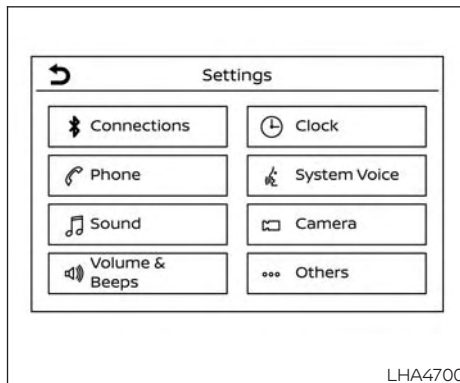 Settings
Connections
Clock
Phone
System Voice
Sound
Camera
Volume &
Beeps
Others
LHA4700